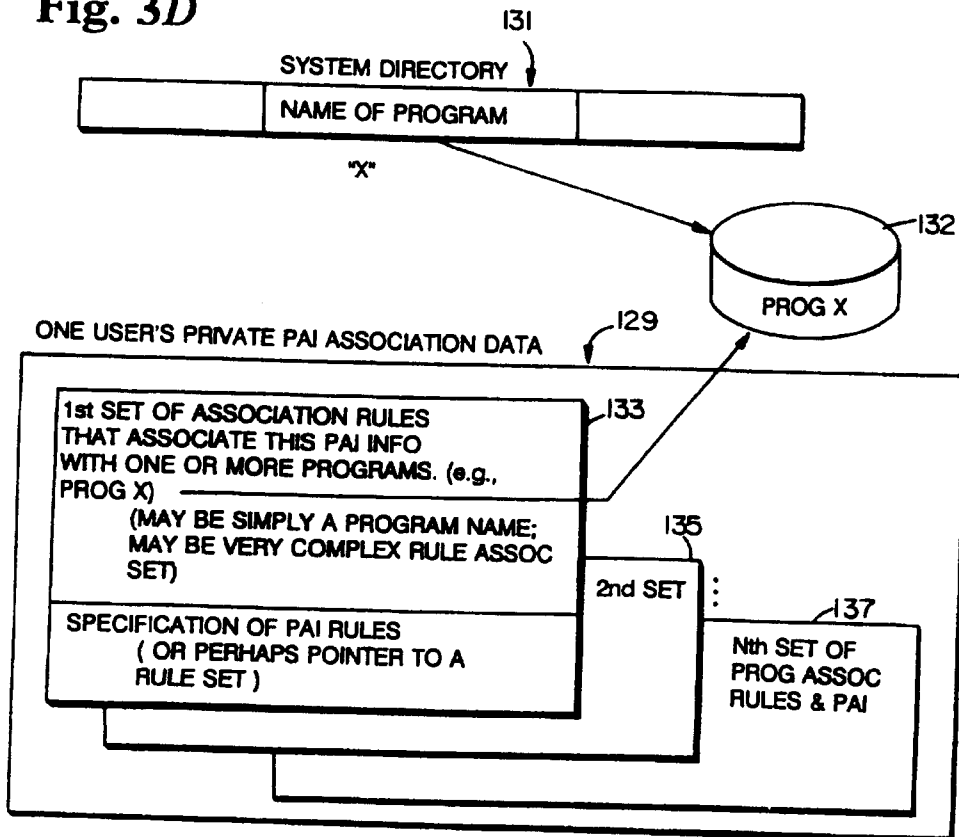 Fig. 3D
131
SYSTEM DIRECTORY
NAME OF PROGRAM
"X"
132
PROG X
ONE USER'S PRIVATE PAI ASSOCIATION DATA
129
1st SET OF ASSOCIATION RULES
THAT ASSOCIATE THIS PAI INFO
WITH ONE OR MORE PROGRAMS. (e.g.,
PROG X)
(MAY BE SIMPLY A PROGRAM NAME;
MAY BE VERY COMPLEX RULE ASSOC
SET)
133
SPECIFICATION OF PAI RULES
( OR PERHAPS POINTER TO A
RULE SET )
135
2nd SET
137
Nth SET OF
PROG ASSOC
RULES & PAI